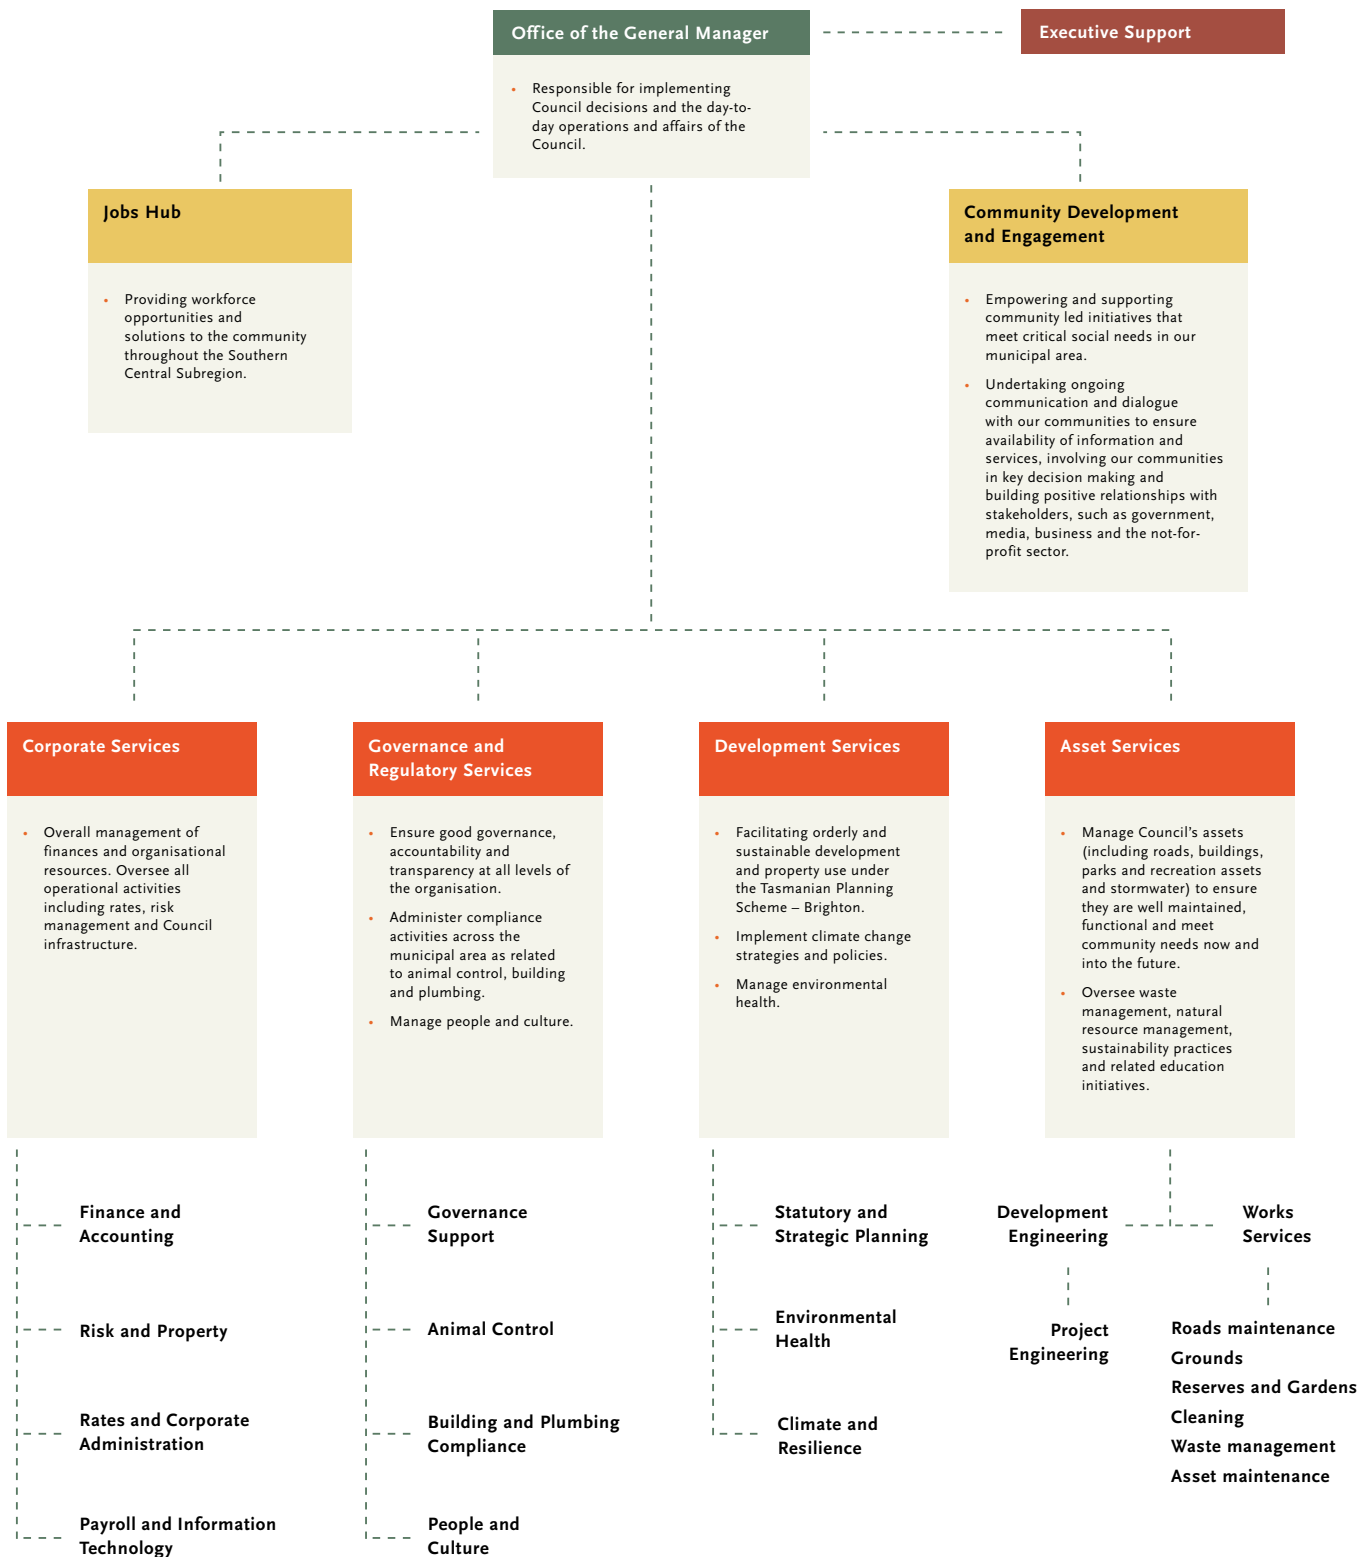 Office of the General Manager
Executive Support
• Responsible for implementing
Council decisions and the day-to-
day operations and affairs of the
Council.
Jobs Hub
• Providing workforce
opportunities and
solutions to the community
throughout the Southern
Central Subregion.
Community Development
and Engagement
• Empowering and supporting
community led initiatives that
meet critical social needs in our
municipal area.
• Undertaking ongoing
communication and dialogue
with our communities to ensure
availability of information and
services, involving our communities
in key decision making and
building positive relationships with
stakeholders, such as government,
media, business and the not-for-
profit sector.
Corporate Services
• Overall management of
finances and organisational
resources. Oversee all
operational activities
including rates, risk
management and Council
infrastructure.
Finance and
Accounting
Risk and Property
Rates and Corporate
Administration
Payroll and Information
Technology
Governance and
Regulatory Services
• Ensure good governance,
accountability and
transparency at all levels of
the organisation.
• Administer compliance
activities across the
municipal area as related
to animal control, building
and plumbing.
• Manage people and culture.
Governance
Support
Animal Control
Building and Plumbing
Compliance
People and
Culture
Development Services
• Facilitating orderly and
sustainable development
and property use under
the Tasmanian Planning
Scheme – Brighton.
• Implement climate change
strategies and policies.
• Manage environmental
health.
Statutory and
Strategic Planning
Environmental
Health
Climate and
Resilience
Asset Services
• Manage Council’s assets
(including roads, buildings,
parks and recreation assets
and stormwater) to ensure
they are well maintained,
functional and meet
community needs now and
into the future.
• Oversee waste
management, natural
resource management,
sustainability practices
and related education
initiatives.
Development
Engineering
Project
Engineering
Works
Services
Roads maintenance
Grounds
Reserves and Gardens
Cleaning
Waste management
Asset maintenance